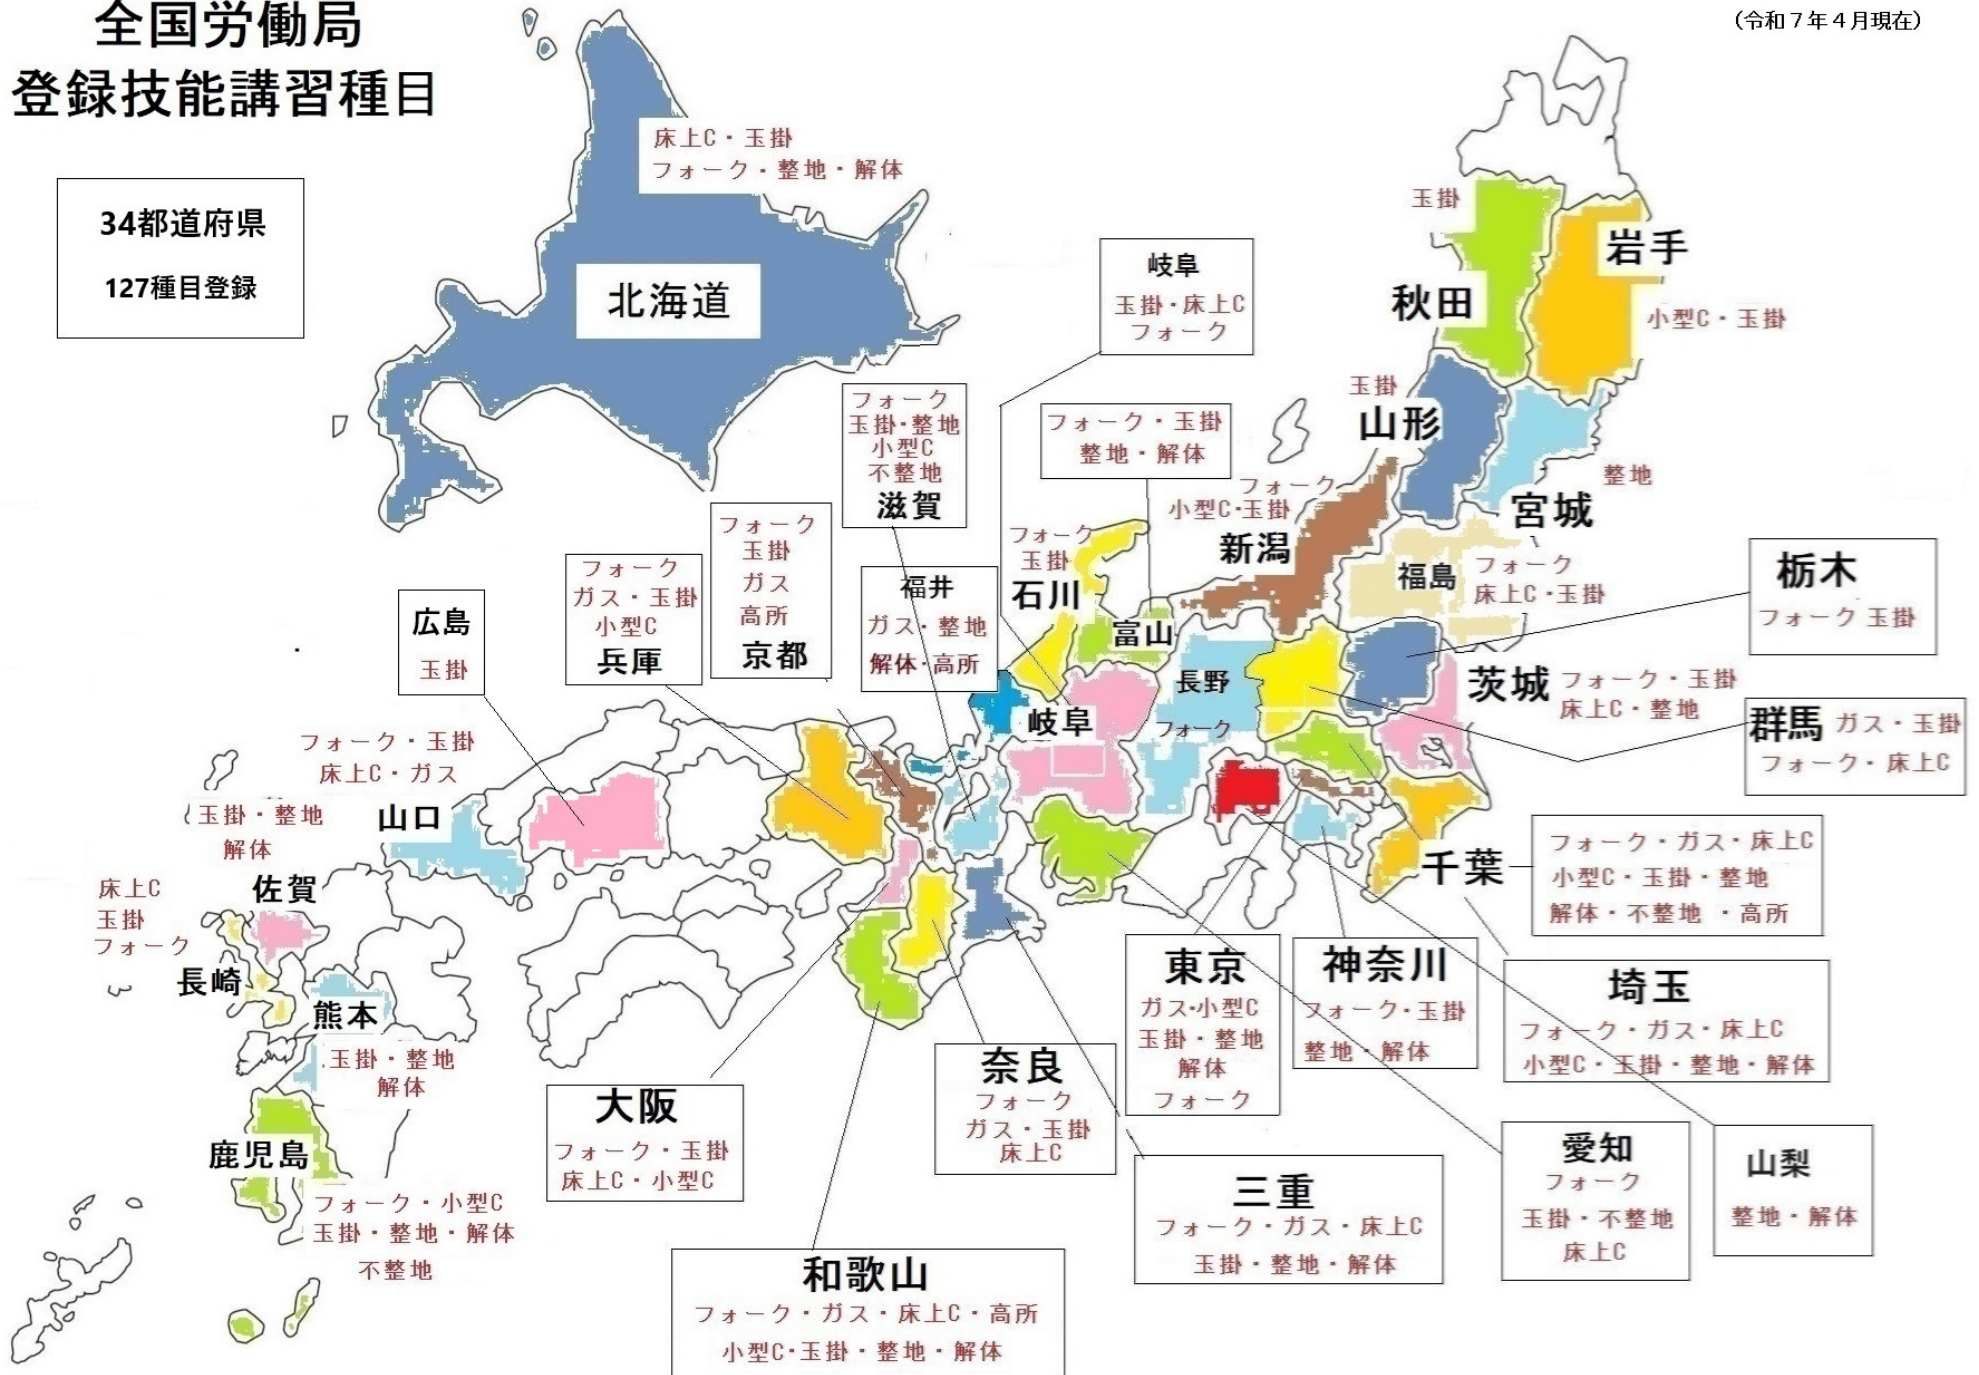 全国労働局
登録技能講習種目
(令和７年４月現在)
34都道府県
127種目登録
床上C・玉掛
フォーク・整地・解体
北海道
玉掛
秋田
岩手
小型C・玉掛
岐阜
玉掛・床上C
フォーク
玉掛
山形
整地
宮城
フォーク
玉掛・整地
小型C
不整地
滋賀
フォーク・玉掛
整地・解体
フォーク
小型C・玉掛
新潟
フォーク
玉掛
石川
富山
福島
フォーク
床上C・玉掛
栃木
フォーク 玉掛
フォーク
玉掛
ガス
高所
京都
福井
ガス・整地
解体・高所
フォーク
ガス・玉掛
小型C
兵庫
広島
玉掛
長野
フォーク
岐阜
茨城
フォーク・玉掛
床上C・整地
群馬
ガス・玉掛
フォーク・床上C
フォーク・玉掛
床上C・ガス
山口
玉掛・整地
解体
佐賀
床上C
玉掛
フォーク
長崎
熊本
玉掛・整地
解体
鹿児島
フォーク・小型C
玉掛・整地・解体
不整地
千葉
フォーク・ガス・床上C
小型C・玉掛・整地
解体・不整地・高所
東京
ガス・小型C
玉掛・整地
解体
フォーク
神奈川
フォーク・玉掛
整地・解体
埼玉
フォーク・ガス・床上C
小型C・玉掛・整地・解体
大阪
フォーク・玉掛
床上C・小型C
奈良
フォーク
ガス・玉掛
床上C
三重
フォーク・ガス・床上C
玉掛・整地・解体
愛知
フォーク
玉掛・不整地
床上C
山梨
整地・解体
和歌山
フォーク・ガス・床上C・高所
小型C・玉掛・整地・解体